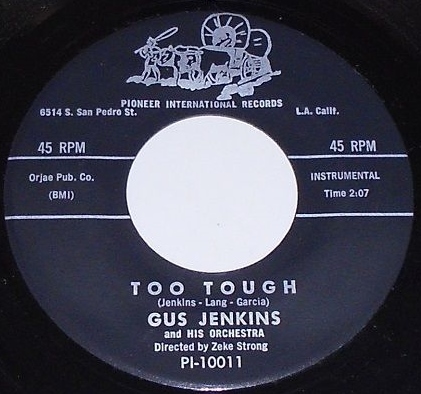 PIONEER INTERNATIONAL RECORDS
6514 S. San Pedro St.
L.A. Calif.
45 RPM
45 RPM
Orjae Pub. Co.
(BMI)
INSTRUMENTAL
Time 2:07
TOO TOUGH
(Jenkins - Lang - Garcia)
GUS JENKINS
and HIS ORCHESTRA
Directed by Zeke Strong
PI-10011